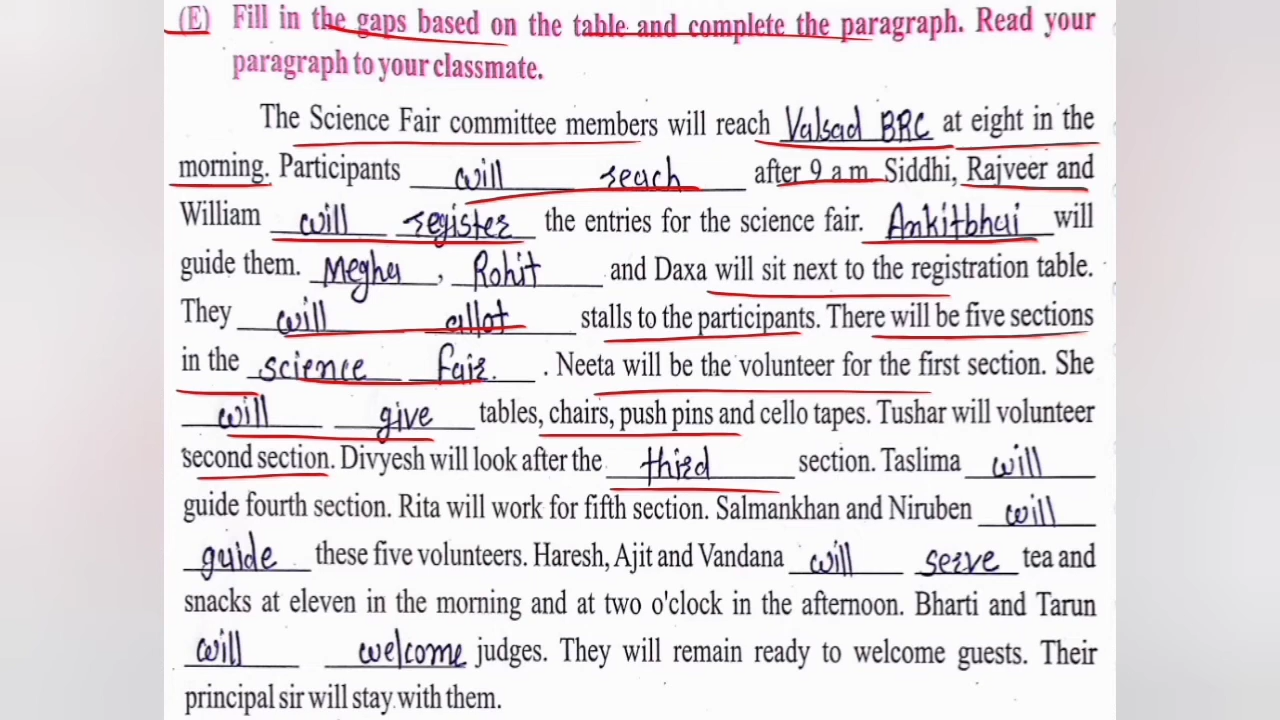 (E) Fill in the gaps based on the table and complete the paragraph. Read your
paragraph to your classmate.
The Science Fair committee members will reach Valsad BRC at eight in the
morning. Participants will reach after 9 a m Siddhi, Rajveer and
William will register the entries for the science fair. Ankitbhai will
guide them. Megha, Rohit and Daxa will sit next to the registration table.
They will allot stalls to the participants. There will be five sections
in the science fair. . Neeta will be the volunteer for the first section. She
will give tables, chairs, push pins and cello tapes. Tushar will volunteer
second section. Divyesh will look after the third section. Taslima will
guide fourth section. Rita will work for fifth section. Salmankhan and Niruben will
guide these five volunteers. Haresh, Ajit and Vandana will serve tea and
snacks at eleven in the morning and at two o'clock in the afternoon. Bharti and Tarun
will welcome judges. They will remain ready to welcome guests. Their
principal sir will stay with them.